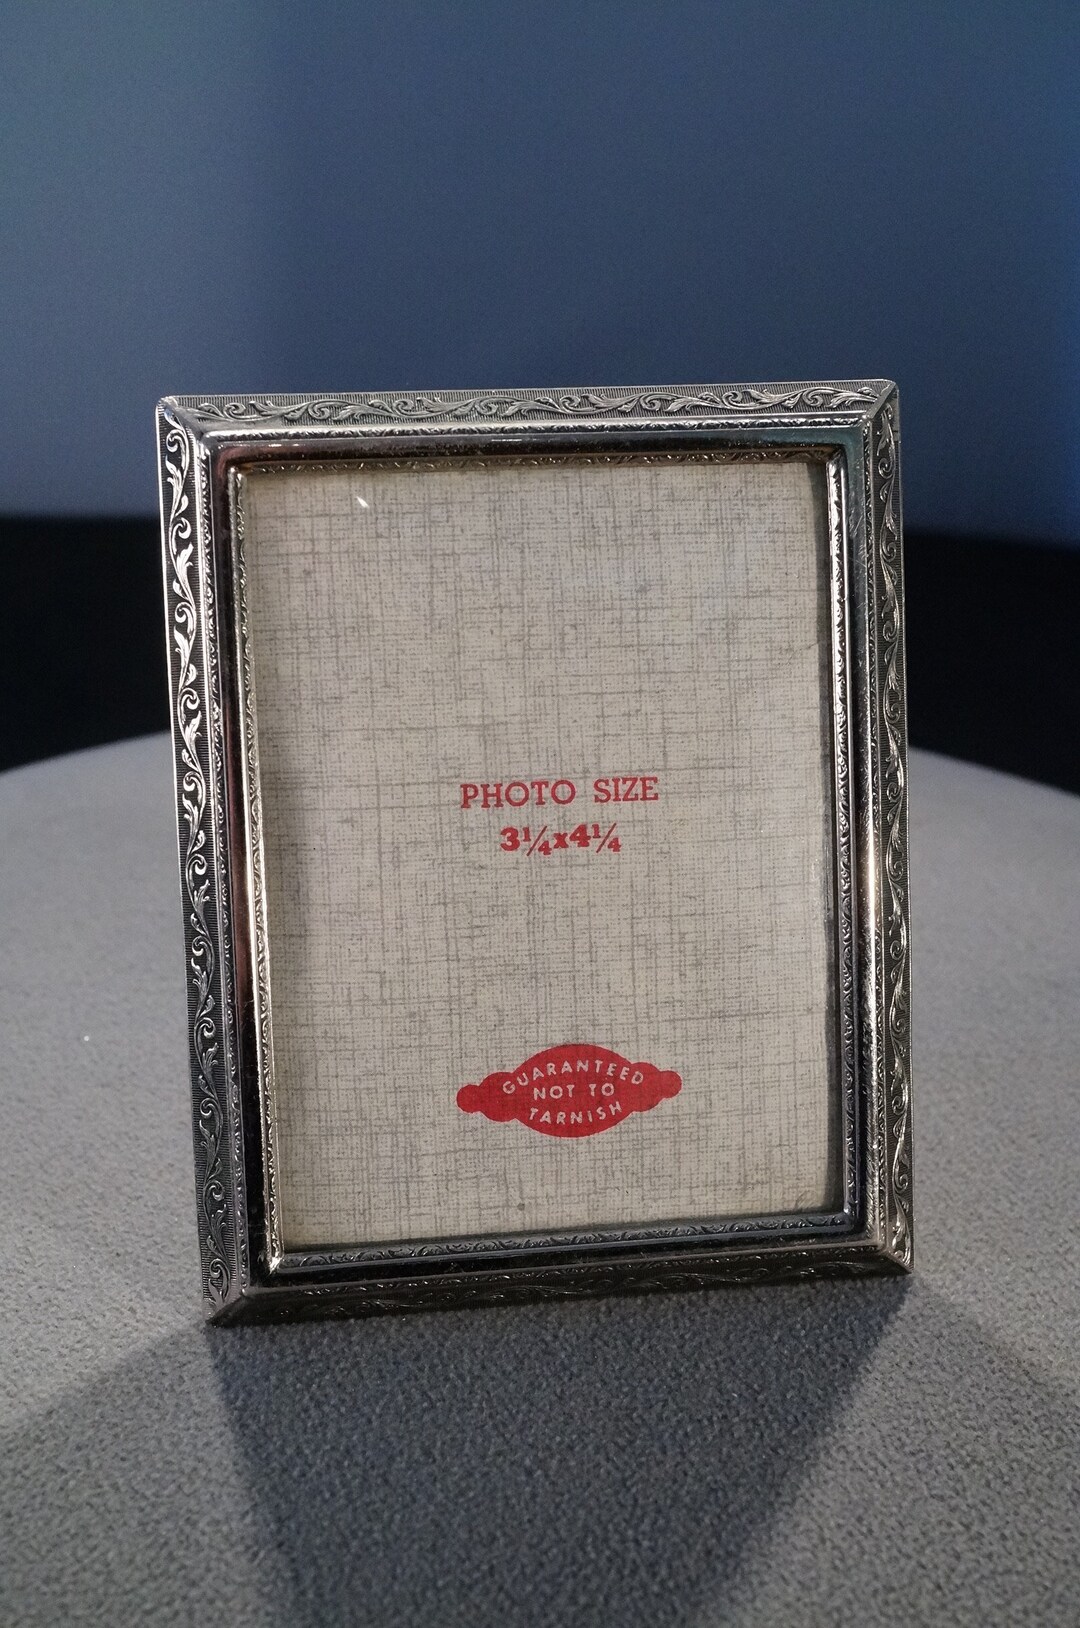 PHOTO SIZE
3¼x4¼
GUARANTEED
NOT TO
TARNISH